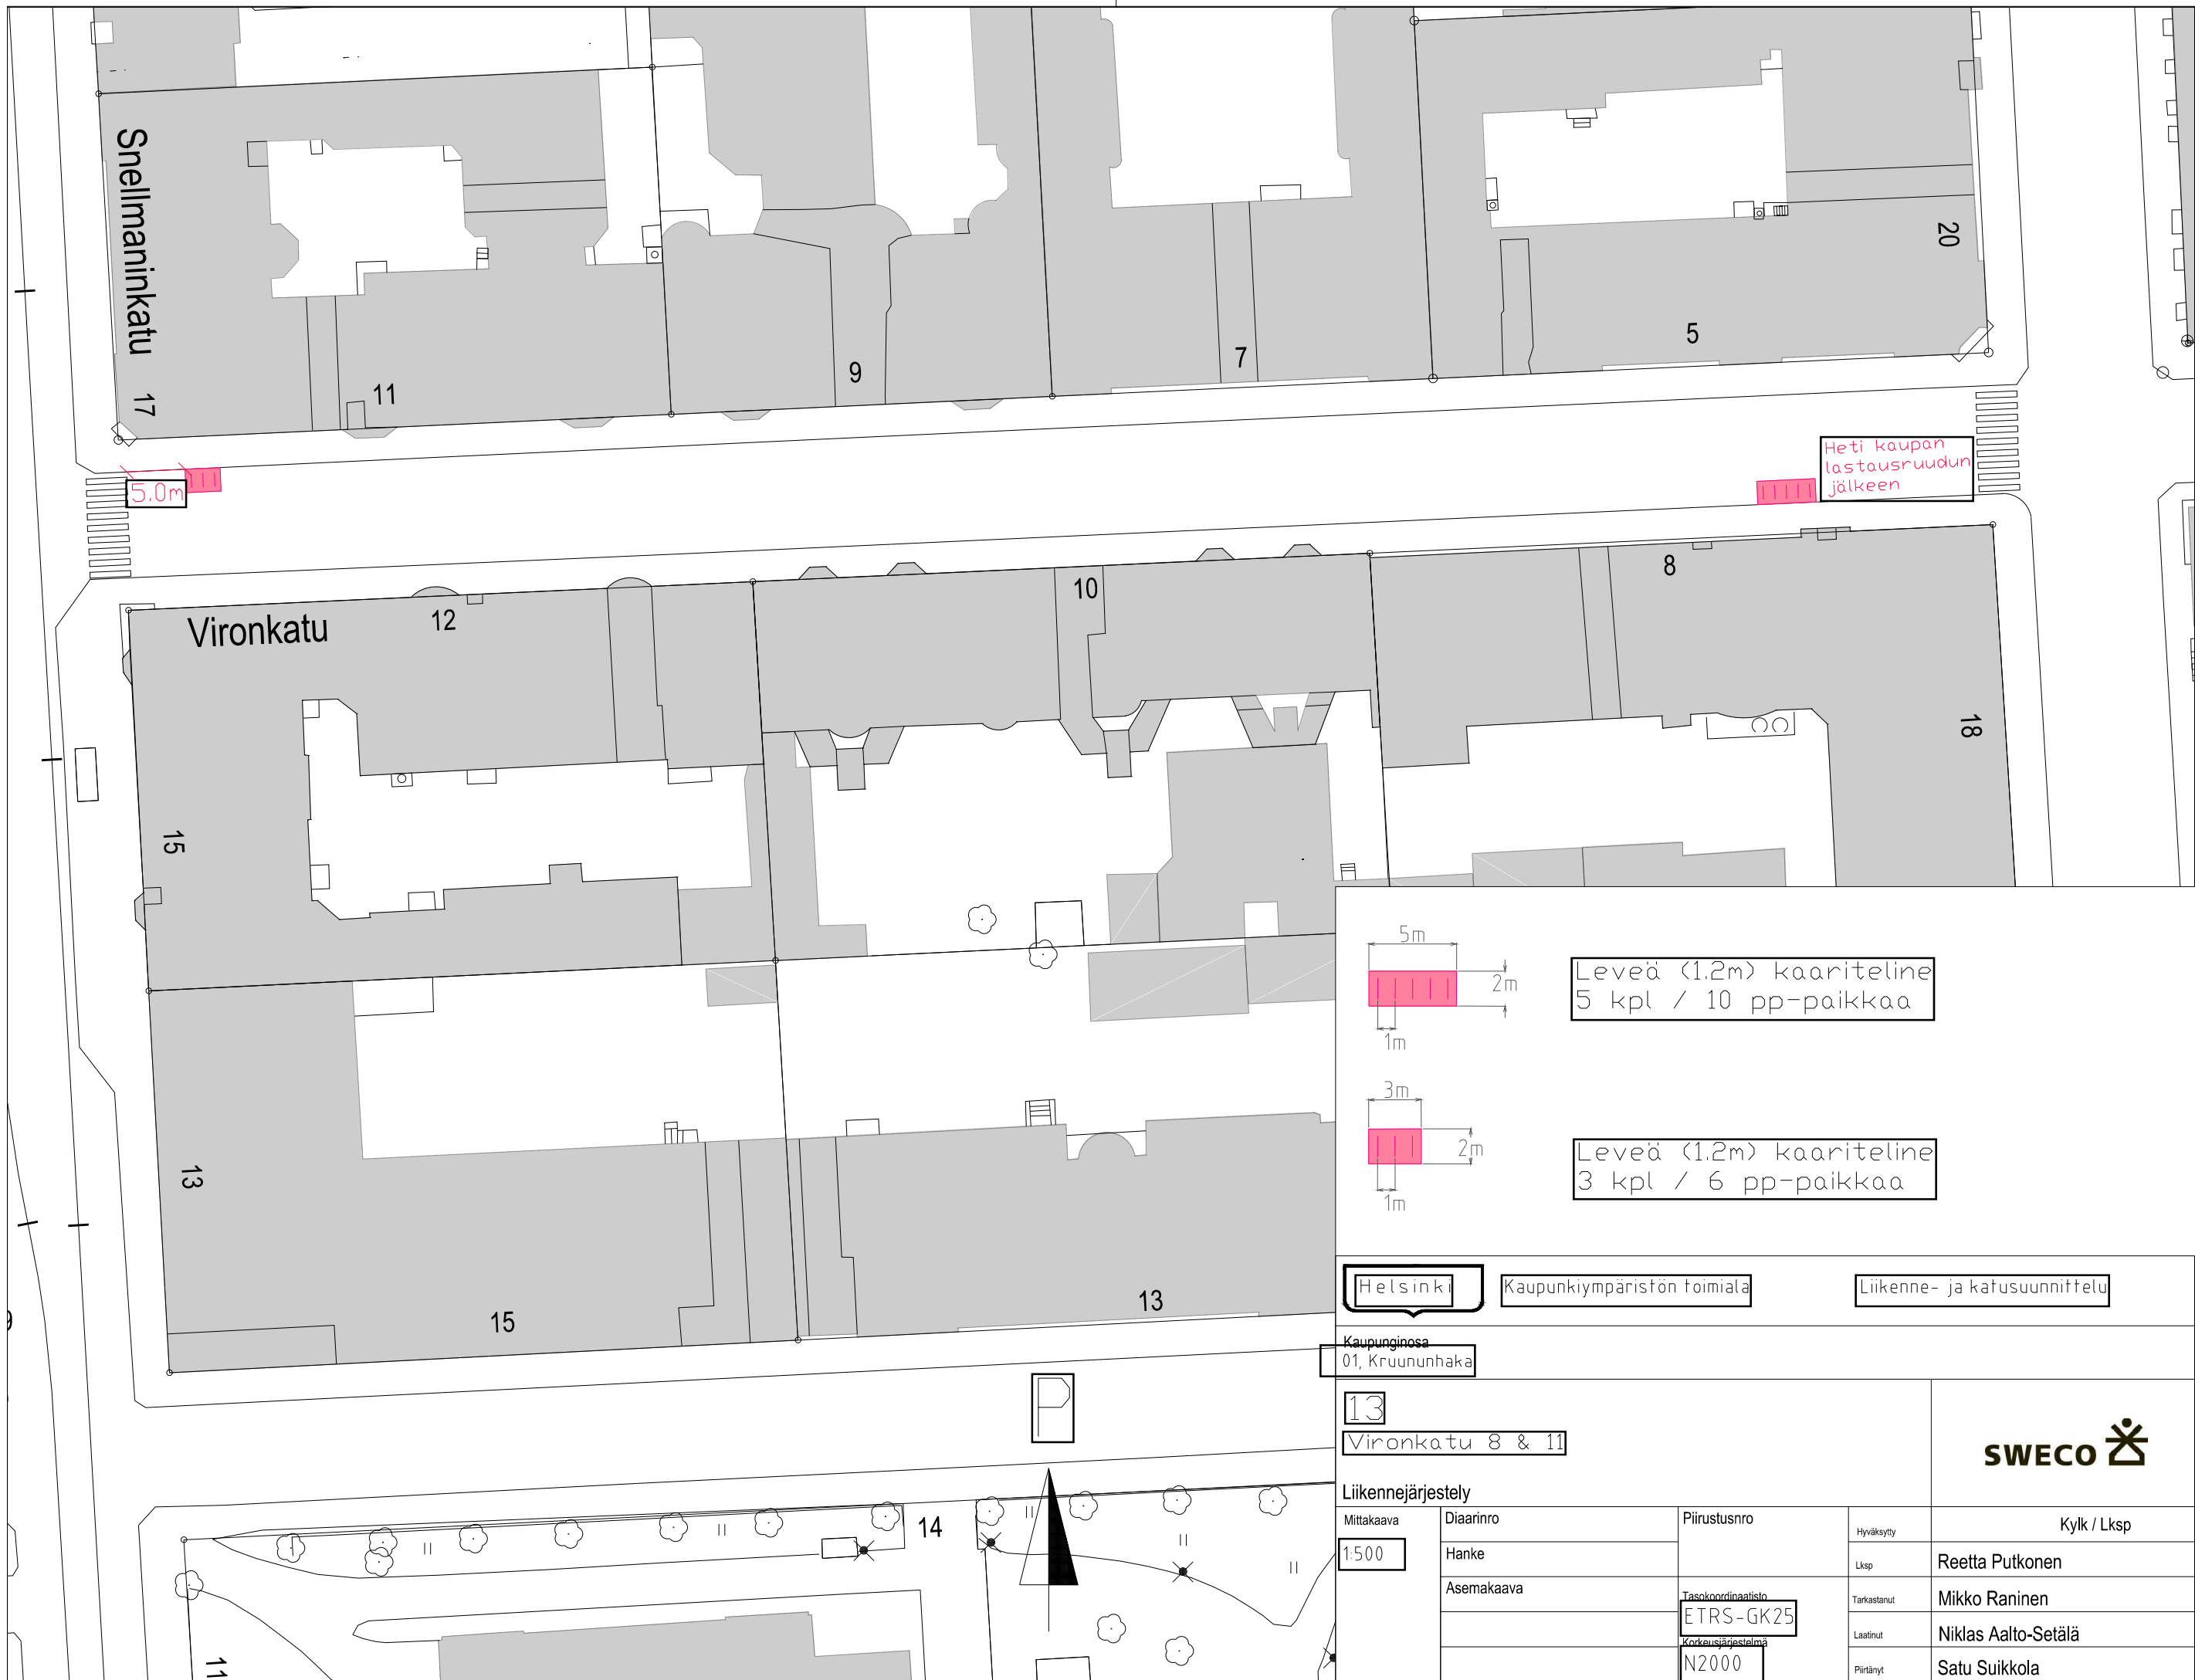 Snellmaninkatu
17
11
9
7
5
20
5.0m
Heti kaupan
lastausruudun
jälkeen
Vironkatu
12
10
8
18
15
13
15
13
14
11
P
5m
2m
1m
Leveä (1.2m) kaariteline
5 kpl / 10 pp-paikkaa
3m
2m
1m
Leveä (1.2m) kaariteline
3 kpl / 6 pp-paikkaa
Helsinki
Kaupunkiympäristön toimiala
Liikenne- ja katusuunnittelu
Kaupunginosa
01, Kruununhaka
13
Vironkatu 8 & 11
Liikennejärjestely
SWECO
Mittakaava
1:500
Diaarinro
Hanke
Asemakaava
Piirustusnro
Tasokoordinaatisto
ETRS-GK25
Korkeusjärjestelmä
N2000
Hyväksytty
Kylk / Lksp
Lksp
Reetta Putkonen
Tarkastanut
Mikko Raninen
Laatinut
Niklas Aalto-Setälä
Piirtänyt
Satu Suikkola